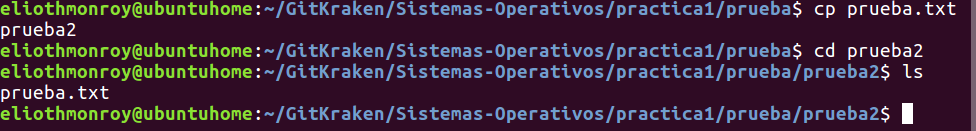 eliothmonroy@ubuntuhome:~/GitKraken/Sistemas-Operativos/practica1/prueba$ cp prueba.txt
prueba2
eliothmonroy@ubuntuhome:~/GitKraken/Sistemas-Operativos/practica1/prueba$ cd prueba2
eliothmonroy@ubuntuhome:~/GitKraken/Sistemas-Operativos/practica1/prueba/prueba2$ ls
prueba.txt
eliothmonroy@ubuntuhome:~/GitKraken/Sistemas-Operativos/practica1/prueba/prueba2$